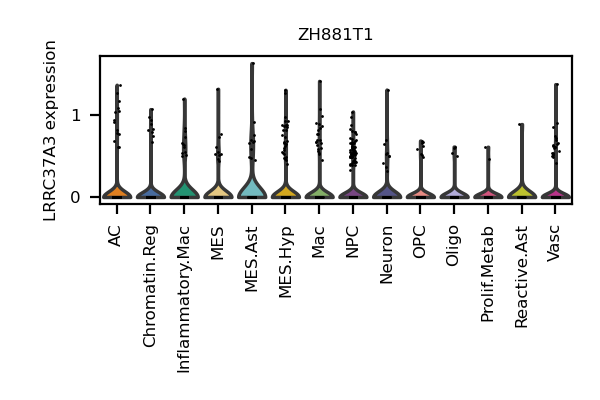 ZH881T1
LRRC37A3 expression
1
0
AC
Chromatin.Reg
Inflammatory.Mac
MES
MES.Ast
MES.Hyp
Mac
NPC
Neuron
OPC
Oligo
Prolif.Metab
Reactive.Ast
Vasc